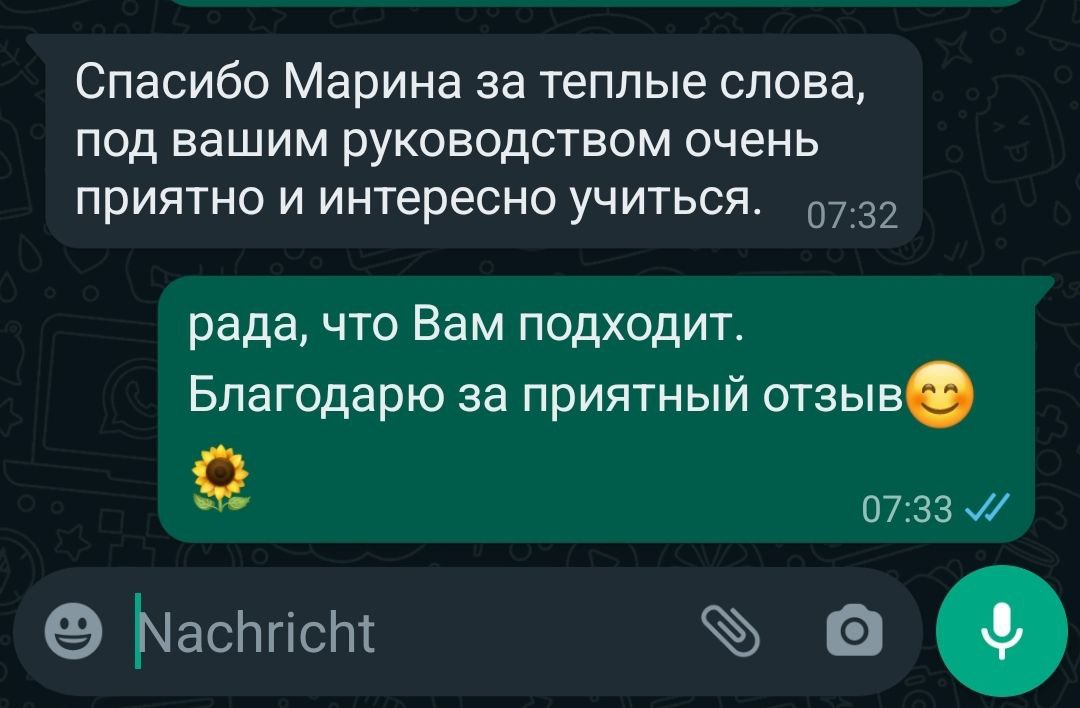 Спасибо Марина за теплые слова,
под вашим руководством очень
приятно и интересно учиться.
07:32
рада, что Вам подходит.
Благодарю за приятный отзыв😊
🌻
07:33
Nachricht